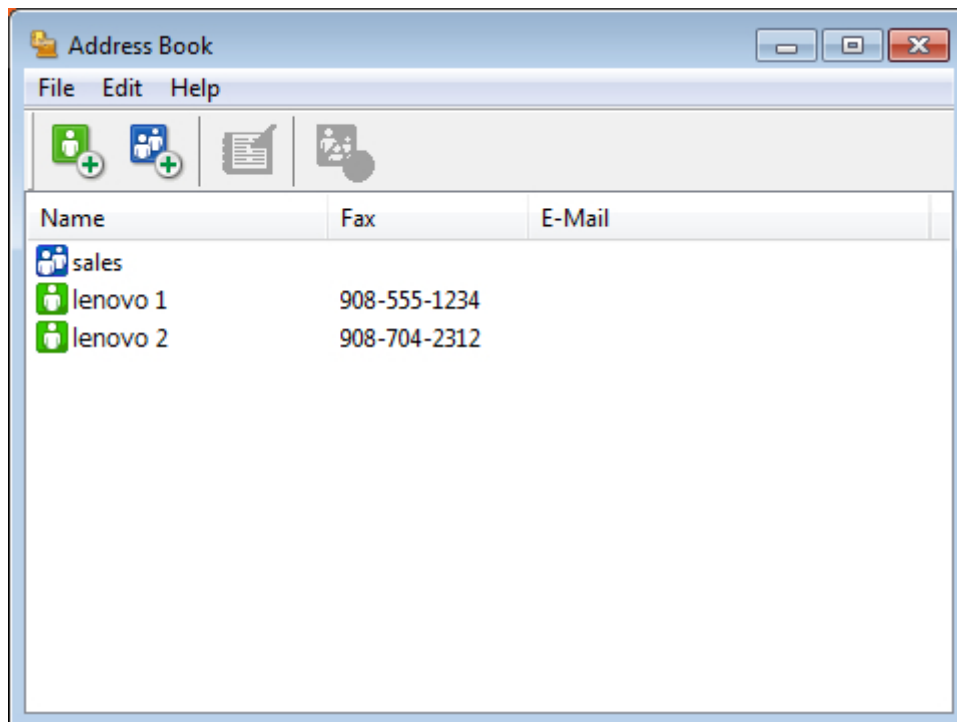 Address Book
File Edit Help
Name Fax E-Mail
sales
lenovo 1 908-555-1234
lenovo 2 908-704-2312